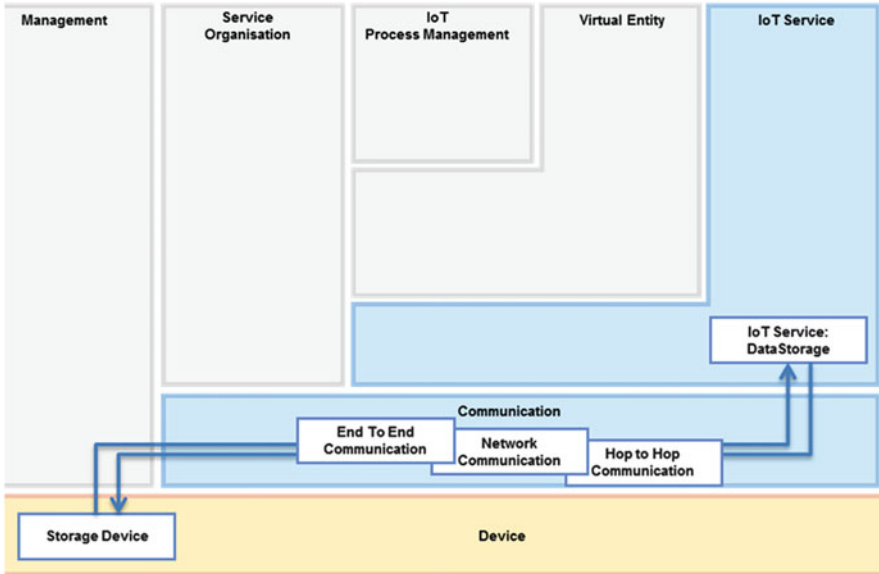 Management
Service
Organisation
IoT
Process Management
Virtual Entity
IoT Service
IoT Service:
DataStorage
Communication
End To End
Communication
Network
Communication
Hop to Hop
Communication
Storage Device
Device